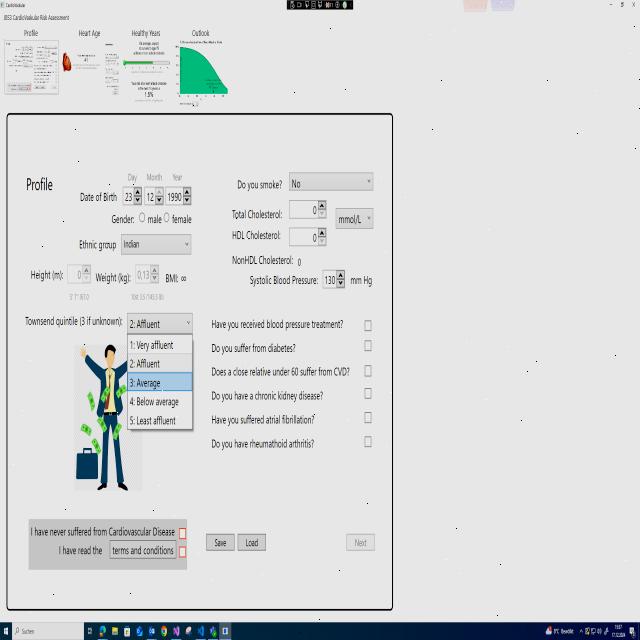 CardioVaskular
JBS3 CardioVaskular Risk Assessment
Profile
Heart Age
Healthy Years
Outlook
1.5%
Profile
Day Month Year
Date of Birth 23 12 1990
Gender: male female
Ethnic group Indian
Height (m): 0 Weight (kg): 0,13 BMI: ∞
Townsend quintile (3 if unknown): 2: Affluent
1: Very affluent
2: Affluent
3: Average
4: Below average
5: Least affluent
Do you smoke? No
Total Cholesterol: 0
mmol/L
HDL Cholesterol: 0
NonHDL Cholesterol: 0
Systolic Blood Pressure: 130 mm Hg
Have you received blood pressure treatment?
Do you suffer from diabetes?
Does a close relative under 60 suffer from CVD?
Do you have a chronic kidney disease?
Have you suffered atrial fibrillation?
Do you have rheumathoid arthritis?
I have never suffered from Cardiovascular Disease
I have read the terms and conditions
Save Load Next
Suchen